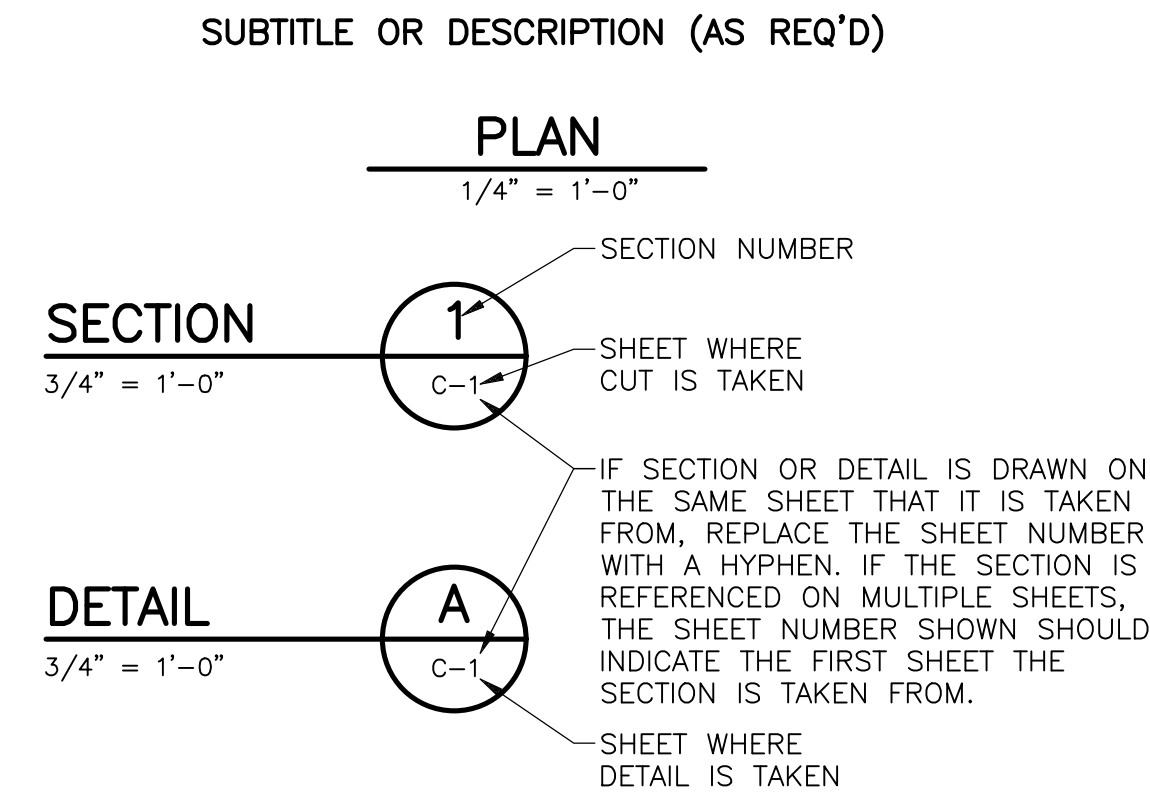 SUBTITLE OR DESCRIPTION (AS REQ'D)
PLAN
1/4" = 1'-0"
SECTION NUMBER
SECTION
1
3/4" = 1'-0"
C-1
SHEET WHERE
CUT IS TAKEN
IF SECTION OR DETAIL IS DRAWN ON
THE SAME SHEET THAT IT IS TAKEN
FROM, REPLACE THE SHEET NUMBER
WITH A HYPHEN. IF THE SECTION IS
REFERENCED ON MULTIPLE SHEETS,
THE SHEET NUMBER SHOWN SHOULD
INDICATE THE FIRST SHEET THE
SECTION IS TAKEN FROM.
DETAIL
A
3/4" = 1'-0"
C-1
SHEET WHERE
DETAIL IS TAKEN